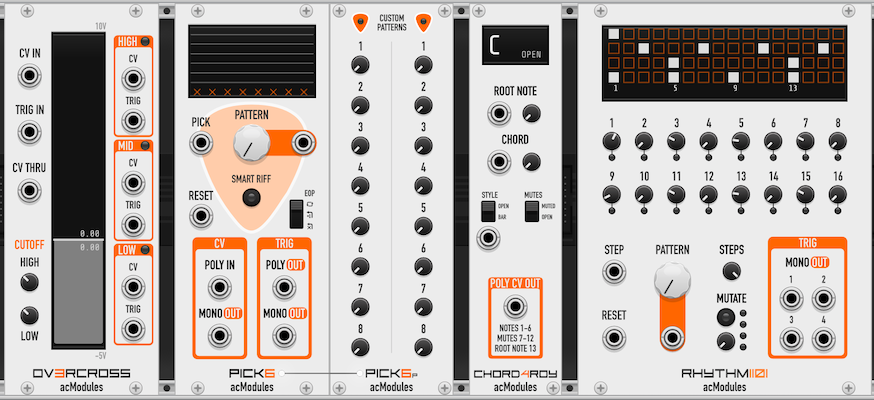 10V
CV IN
TRIG IN
CV THRU
0.00
0.00
CUTOFF
HIGH
LOW
-5V
HIGH
CV
TRIG
MID
CV
TRIG
LOW
CV
TRIG
OV3RCROSS
acModules
PICK
PATTERN
SMART RIFF
RESET
EOP
CV
POLY IN
MONO OUT
TRIG
POLY OUT
MONO OUT
PICK6
acModules
CUSTOM
PATTERNS
1 1
2 2
3 3
4 4
5 5
6 6
7 7
8 8
PICK6P
acModules
C
OPEN
ROOT NOTE
CHORD
STYLE
OPEN
BAR
MUTES
MUTED
OPEN
POLY CV OUT
NOTES 1-6
MUTES 7-12
ROOT NOTE 13
CHORD4ROY
acModules
1 5 9 13
1 2 3 4 5 6 7 8
9 10 11 12 13 14 15 16
STEP
RESET
PATTERN
STEPS
MUTATE
TRIG
MONO OUT
1 2
3 4
RHYTHM
acModules